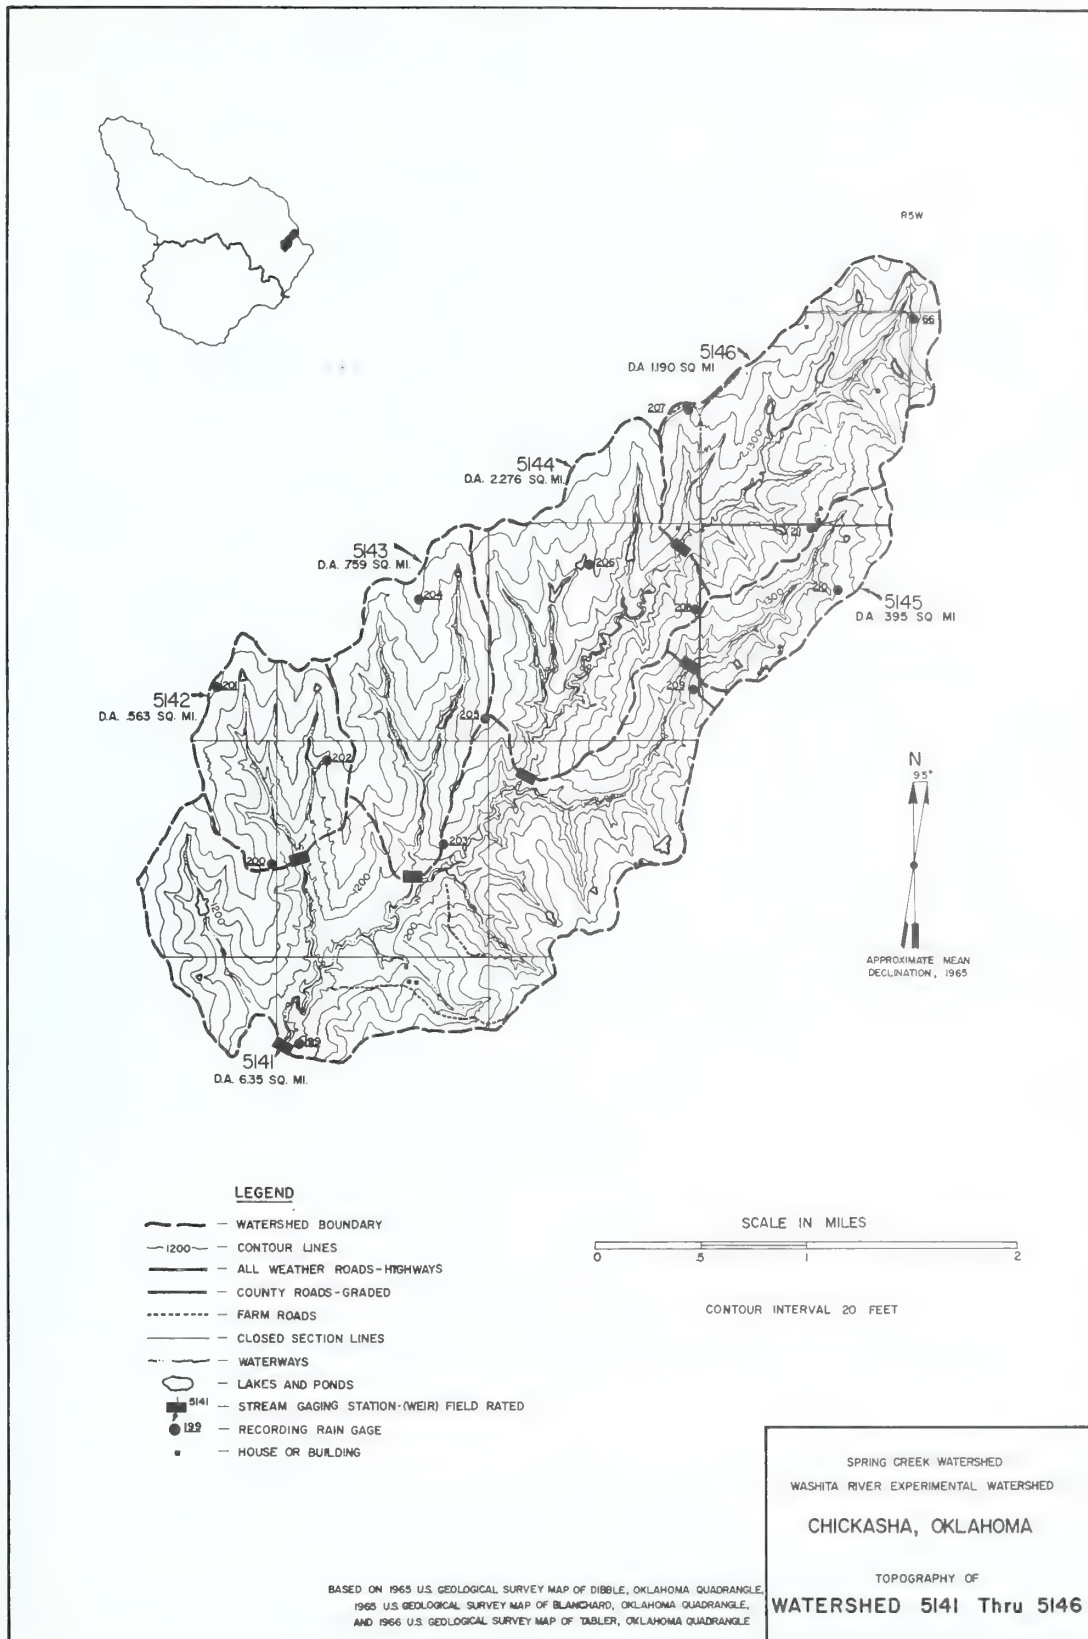 R5W
66
5146
D.A 1.190 SQ MI
207
5144
D.A. 2.276 SQ. MI.
1300
5143
D.A. .759 SQ. MI.
21
206
204
1300
210
208
5145
D.A .395 SQ MI
201
5142
D.A. .563 SQ. MI.
209
205
202
N
95°
203
200
1200
1200
APPROXIMATE MEAN
DECLINATION, 1965
5141
D.A. 6.35 SQ. MI.
LEGEND
— WATERSHED BOUNDARY
1200 — CONTOUR LINES
— ALL WEATHER ROADS-HIGHWAYS
— COUNTY ROADS-GRADED
— FARM ROADS
— CLOSED SECTION LINES
— WATERWAYS
— LAKES AND PONDS
5141 — STREAM GAGING STATION-(WEIR) FIELD RATED
199 — RECORDING RAIN GAGE
— HOUSE OR BUILDING
SCALE IN MILES
0 .5 1 2
CONTOUR INTERVAL 20 FEET
SPRING CREEK WATERSHED
WASHITA RIVER EXPERIMENTAL WATERSHED
CHICKASHA, OKLAHOMA
TOPOGRAPHY OF
WATERSHED 5141 Thru 5146
BASED ON 1965 U.S. GEOLOGICAL SURVEY MAP OF DIBBLE, OKLAHOMA QUADRANGLE,
1965 U.S. GEOLOGICAL SURVEY MAP OF BLANCHARD, OKLAHOMA QUADRANGLE,
AND 1966 U.S. GEOLOGICAL SURVEY MAP OF TABLER, OKLAHOMA QUADRANGLE